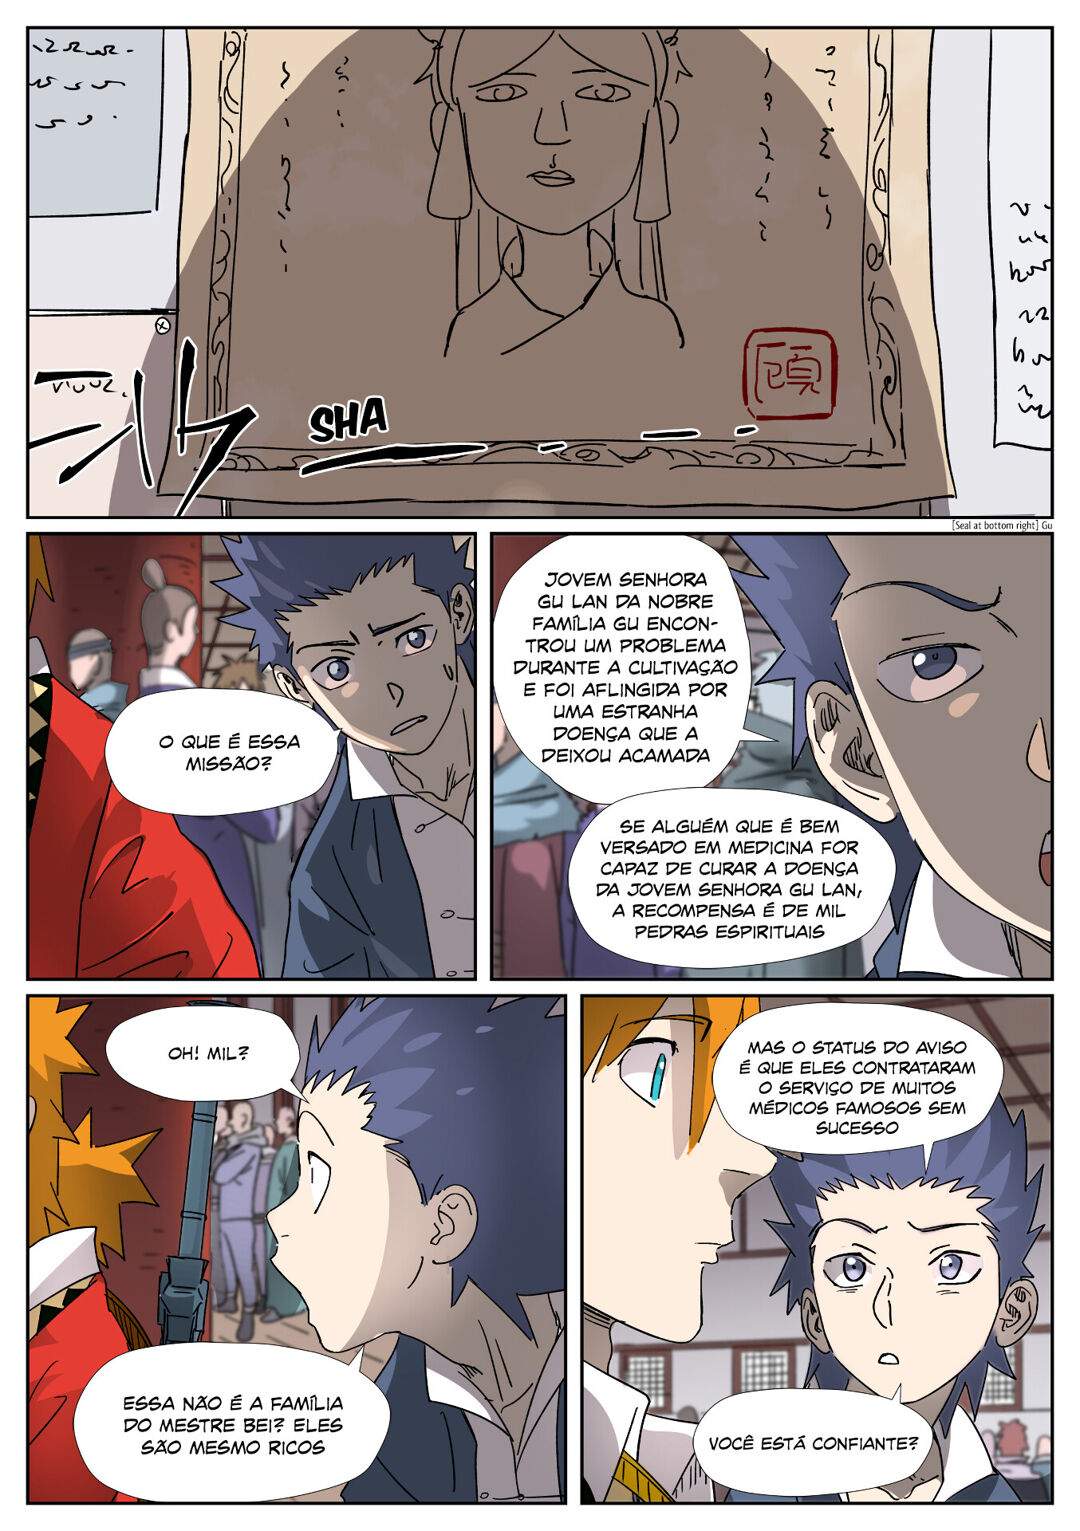 顧
SHA
[Seal at bottom right] Gu
O QUE É ESSA
MISSÃO?
JOVEM SENHORA
GU LAN DA NOBRE
FAMÍLIA GU ENCON-
TROU UM PROBLEMA
DURANTE A CULTIVAÇÃO
E FOI AFLINGIDA POR
UMA ESTRANHA
DOENÇA QUE A
DEIXOU ACAMADA
SE ALGUÉM QUE É BEM
VERSADO EM MEDICINA FOR
CAPAZ DE CURAR A DOENÇA
DA JOVEM SENHORA GU LAN,
A RECOMPENSA É DE MIL
PEDRAS ESPIRITUAIS
OH! MIL?
ESSA NÃO É A FAMÍLIA
DO MESTRE BEI? ELES
SÃO MESMO RICOS
MAS O STATUS DO AVISO
É QUE ELES CONTRATARAM
O SERVIÇO DE MUITOS
MÉDICOS FAMOSOS SEM
SUCESSO
VOCÊ ESTÁ CONFIANTE?